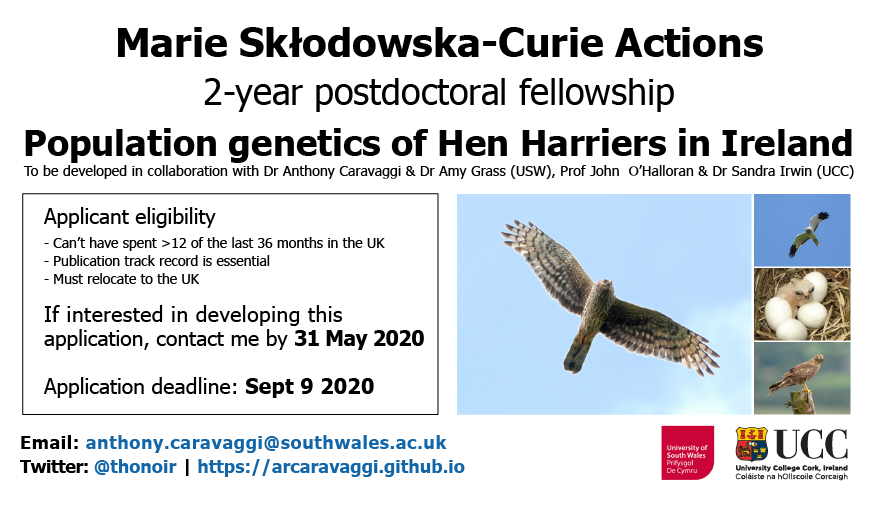 Marie Skłodowska-Curie Actions
2-year postdoctoral fellowship
Population genetics of Hen Harriers in Ireland
To be developed in collaboration with Dr Anthony Caravaggi & Dr Amy Grass (USW), Prof John  O'Halloran & Dr Sandra Irwin (UCC)
Applicant eligibility
- Can't have spent >12 of the last 36 months in the UK
- Publication track record is essential
- Must relocate to the UK
If interested in developing this
application, contact me by 31 May 2020
Application deadline: Sept 9 2020
Email: anthony.caravaggi@southwales.ac.uk
Twitter: @thonoir | https://arcaravaggi.github.io
University of
South Wales
Prifysgol
De Cymru
UCC
University College Cork, Ireland
Coláiste na hOllscoile Corcaigh